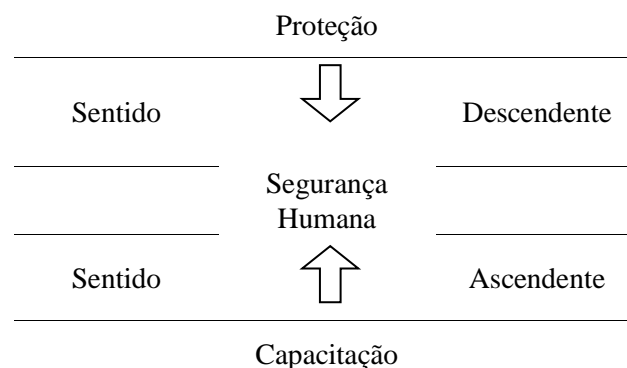 Proteção
Sentido
Descendente
Segurança
Humana
Sentido
Ascendente
Capacitação